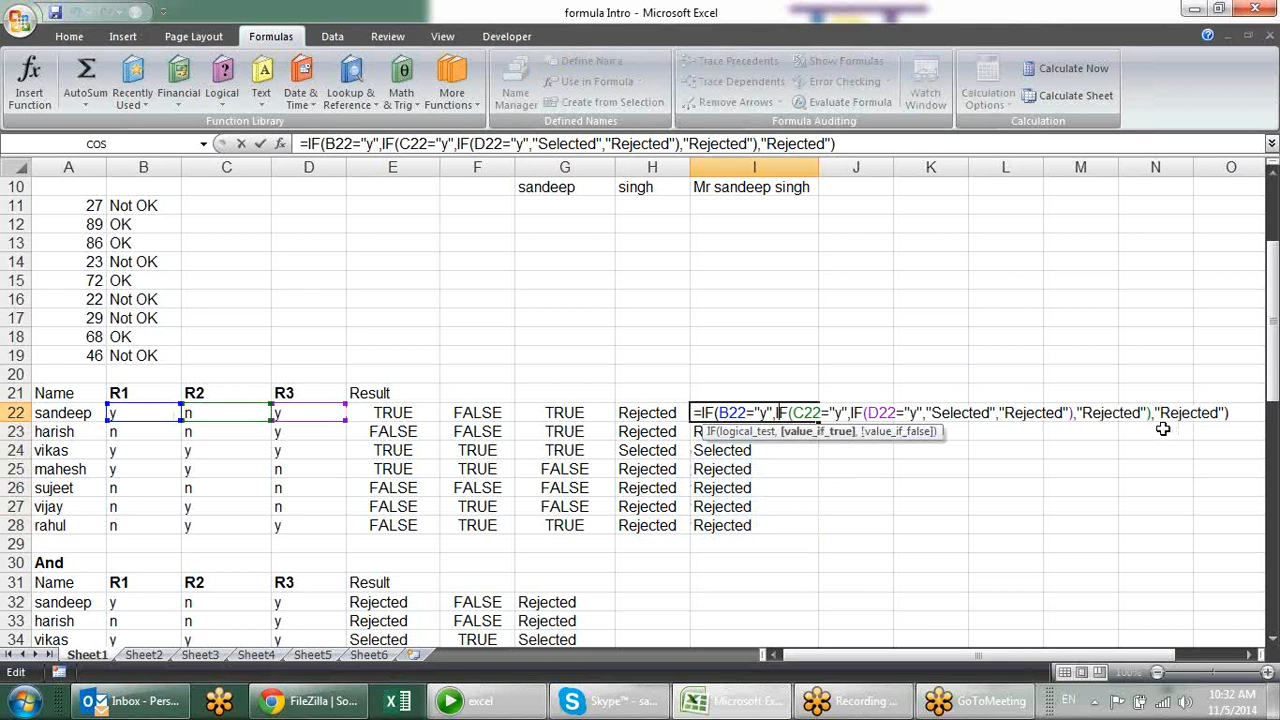 formula Intro - Microsoft Excel
Home Insert Page Layout Formulas Data Review View Developer
Insert Function
AutoSum
Recently Used
Financial
Logical
Text
Date & Time
Lookup & Reference
Math & Trig
More Functions
Function Library
Name Manager
Define Name
Use in Formula
Create from Selection
Defined Names
Trace Precedents
Trace Dependents
Remove Arrows
Show Formulas
Error Checking
Evaluate Formula
Formula Auditing
Watch Window
Calculation Options
Calculate Now
Calculate Sheet
Calculation
COS =IF(B22="y",IF(C22="y",IF(D22="y","Selected","Rejected"),"Rejected"),"Rejected")
A B C D E F G H I J K L M N O
10 sandeep singh Mr sandeep singh
11 27 Not OK
12 89 OK
13 86 OK
14 23 Not OK
15 72 OK
16 22 Not OK
17 29 Not OK
18 68 OK
19 46 Not OK
20
21 Name R1 R2 R3 Result
22 sandeep y n y TRUE FALSE TRUE Rejected =IF(B22="y",IF(C22="y",IF(D22="y","Selected","Rejected"),"Rejected"),"Rejected")
IF(logical_test, [value_if_true], [value_if_false])
23 harish n n y FALSE FALSE TRUE Rejected R
24 vikas y y y TRUE TRUE TRUE Selected Selected
25 mahesh y y n TRUE TRUE FALSE Rejected Rejected
26 sujeet n n n FALSE FALSE FALSE Rejected Rejected
27 vijay n y n FALSE TRUE FALSE Rejected Rejected
28 rahul n y y FALSE TRUE TRUE Rejected Rejected
29
30 And
31 Name R1 R2 R3 Result
32 sandeep y n y Rejected FALSE Rejected
33 harish n n y Rejected FALSE Rejected
34 vikas y y y Selected TRUE Selected
Sheet1 Sheet2 Sheet3 Sheet4 Sheet5 Sheet6
Edit 100%
Inbox - Pers... FileZilla | So... excel Skype™ - sa... Microsoft Exc... Recording ... GoToMeeting EN 10:32 AM
11/5/2014